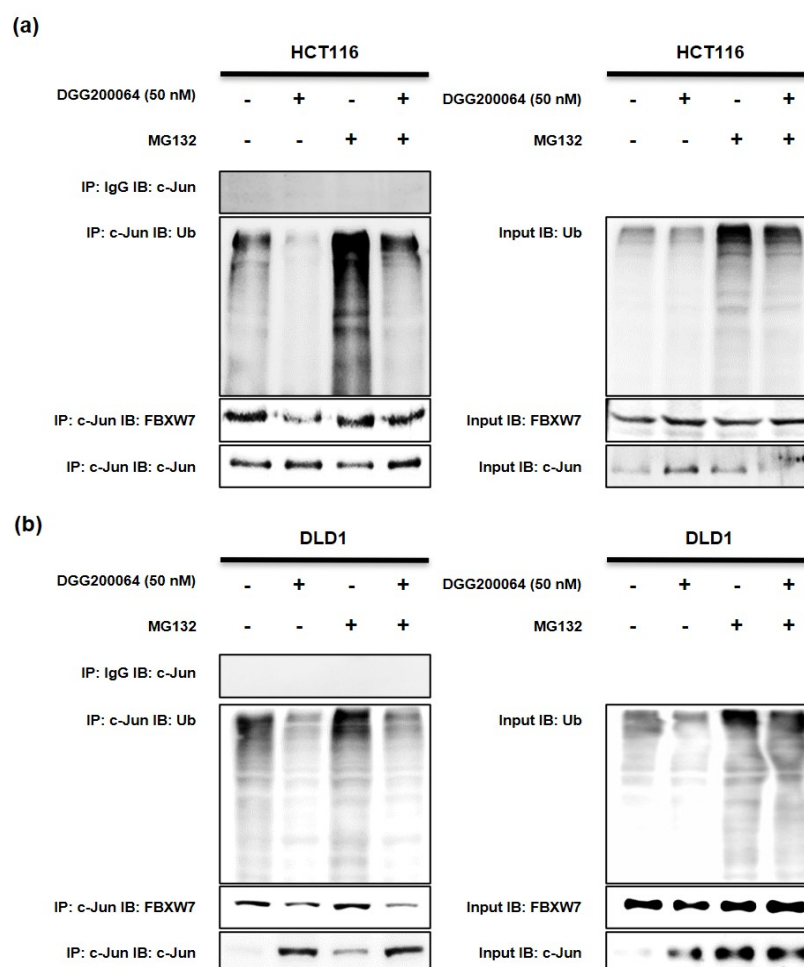 (a)
HCT116
HCT116
DGG200064 (50 nM) - + - +
DGG200064 (50 nM) - + - +
MG132 - - + +
MG132 - - + +
IP: IgG IB: c-Jun
IP: c-Jun IB: Ub
Input IB: Ub
IP: c-Jun IB: FBXW7
Input IB: FBXW7
IP: c-Jun IB: c-Jun
Input IB: c-Jun
(b)
DLD1
DLD1
DGG200064 (50 nM) - + - +
DGG200064 (50 nM) - + - +
MG132 - - + +
MG132 - - + +
IP: IgG IB: c-Jun
IP: c-Jun IB: Ub
Input IB: Ub
IP: c-Jun IB: FBXW7
Input IB: FBXW7
IP: c-Jun IB: c-Jun
Input IB: c-Jun